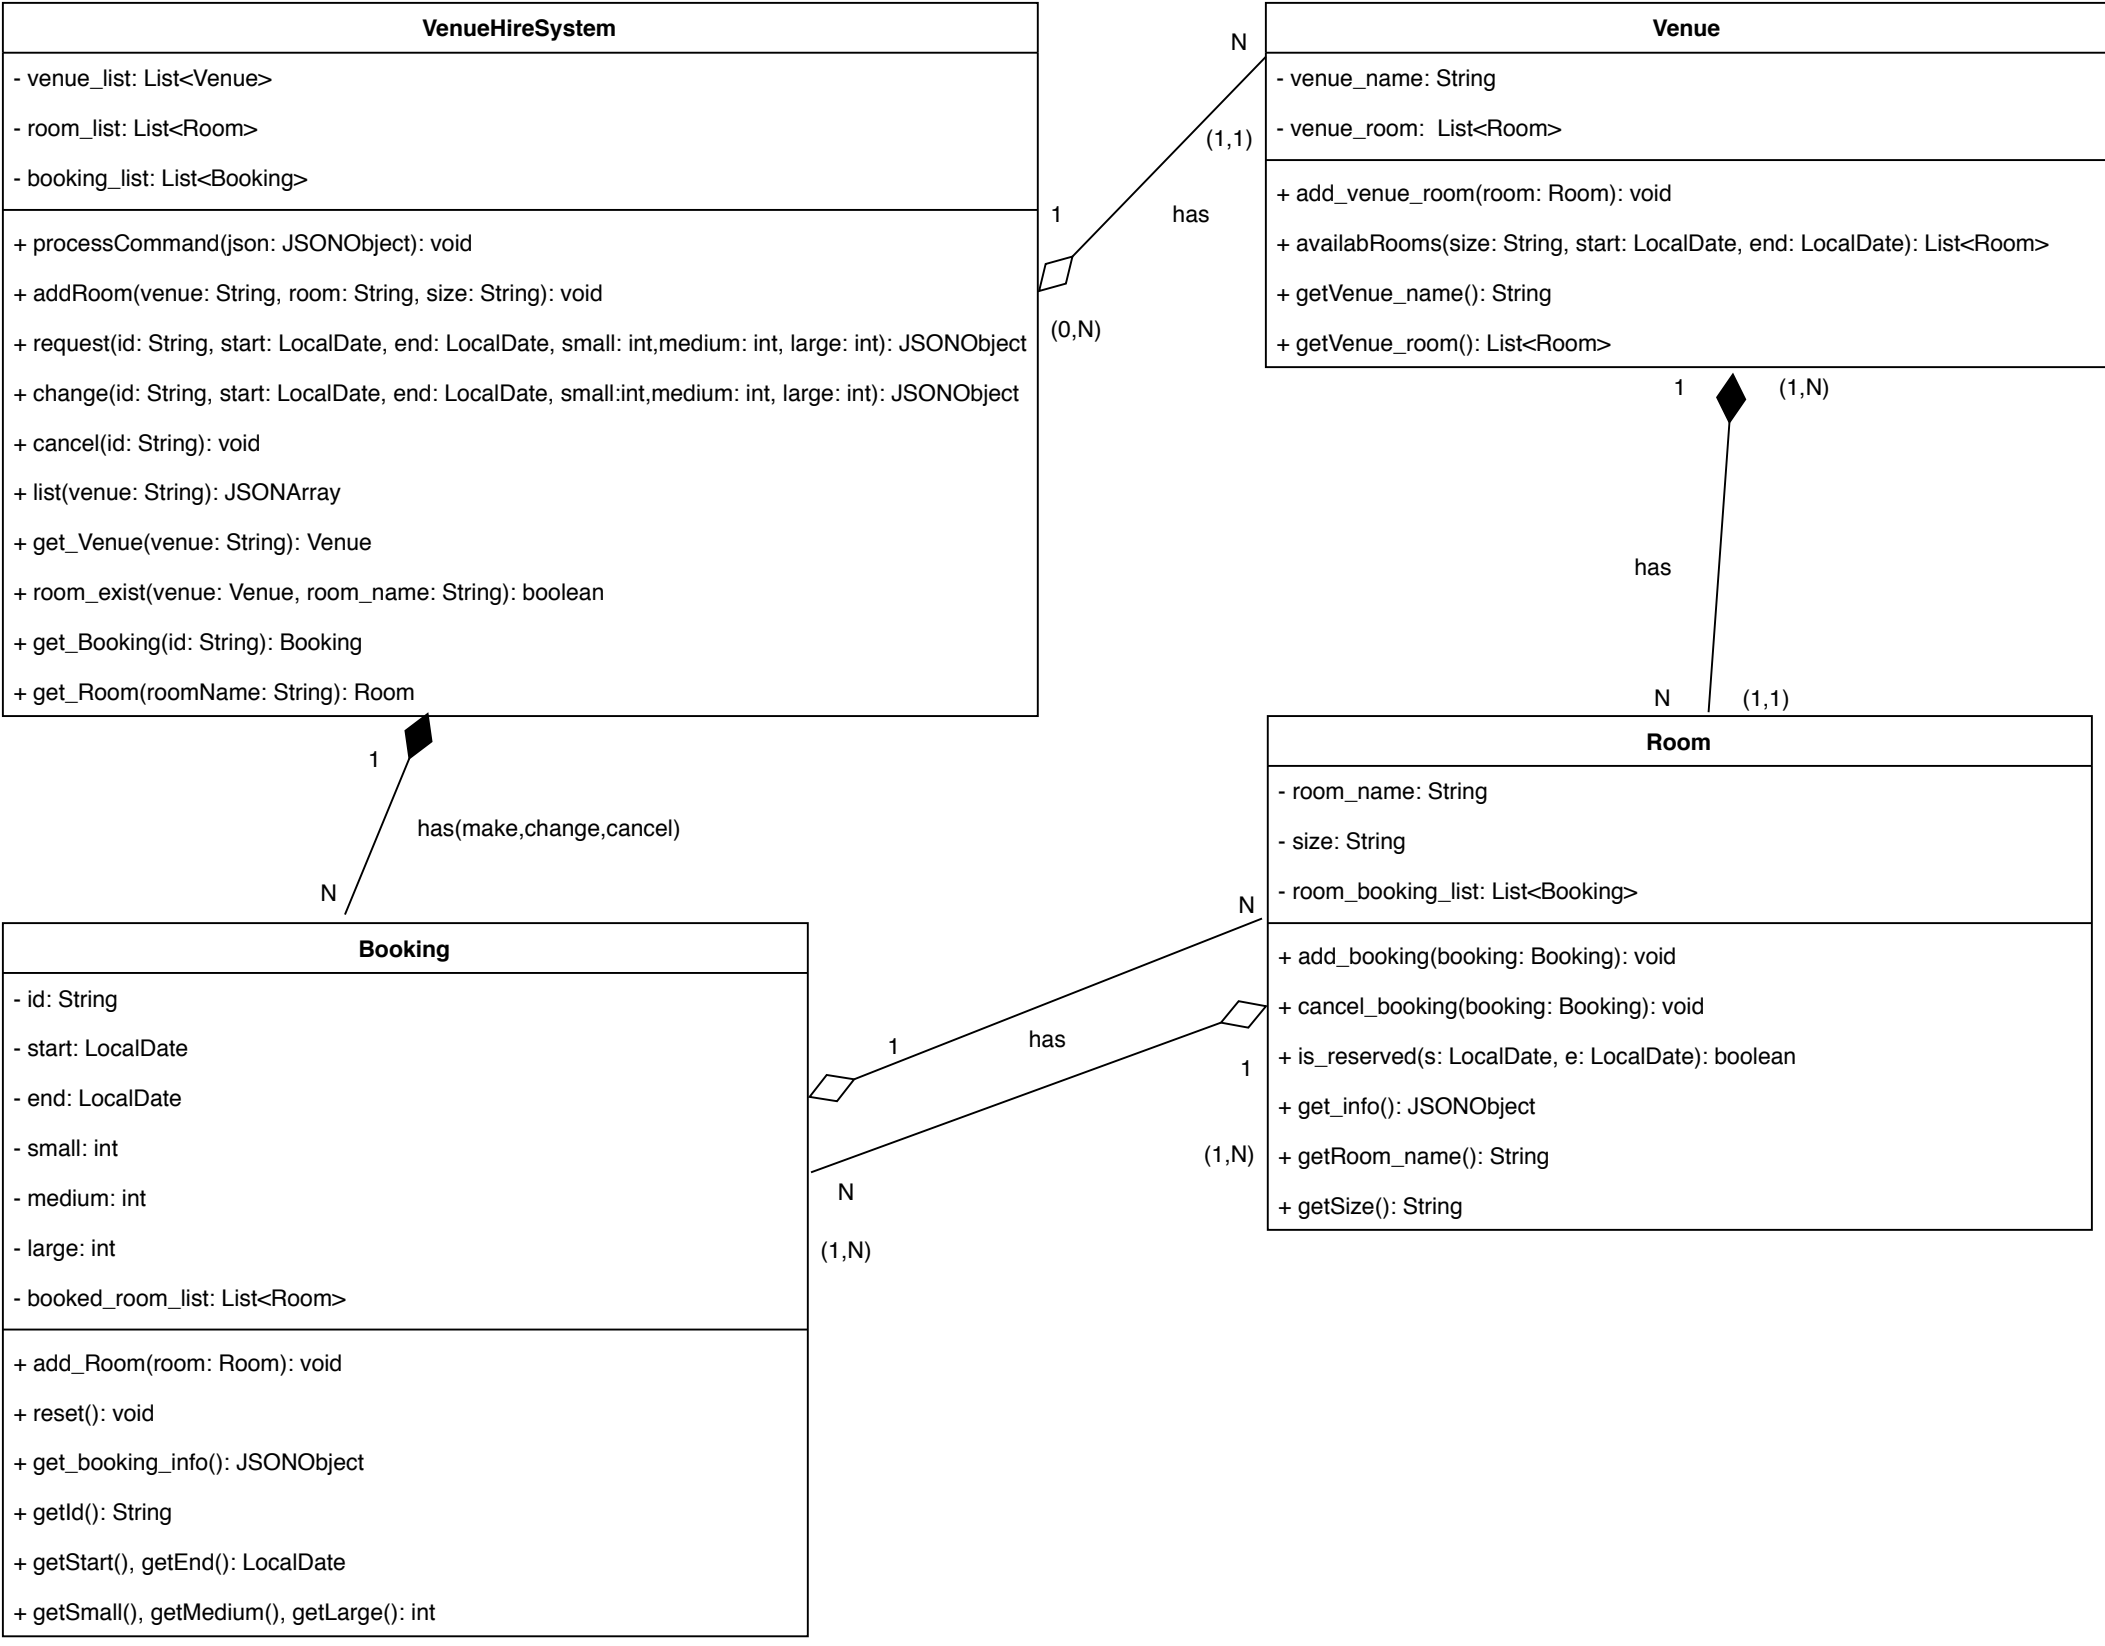 VenueHireSystem
- venue_list: List<Venue>
- room_list: List<Room>
- booking_list: List<Booking>
+ processCommand(json: JSONObject): void
+ addRoom(venue: String, room: String, size: String): void
+ request(id: String, start: LocalDate, end: LocalDate, small: int,medium: int, large: int): JSONObject
+ change(id: String, start: LocalDate, end: LocalDate, small:int,medium: int, large: int): JSONObject
+ cancel(id: String): void
+ list(venue: String): JSONArray
+ get_Venue(venue: String): Venue
+ room_exist(venue: Venue, room_name: String): boolean
+ get_Booking(id: String): Booking
+ get_Room(roomName: String): Room
N
(1,1)
1
has
(0,N)
Venue
- venue_name: String
- venue_room:  List<Room>
+ add_venue_room(room: Room): void
+ availabRooms(size: String, start: LocalDate, end: LocalDate): List<Room>
+ getVenue_name(): String
+ getVenue_room(): List<Room>
1
(1,N)
has
N
(1,1)
1
has(make,change,cancel)
N
Booking
- id: String
- start: LocalDate
- end: LocalDate
- small: int
- medium: int
- large: int
- booked_room_list: List<Room>
+ add_Room(room: Room): void
+ reset(): void
+ get_booking_info(): JSONObject
+ getId(): String
+ getStart(), getEnd(): LocalDate
+ getSmall(), getMedium(), getLarge(): int
N
1
has
1
(1,N)
N
(1,N)
Room
- room_name: String
- size: String
- room_booking_list: List<Booking>
+ add_booking(booking: Booking): void
+ cancel_booking(booking: Booking): void
+ is_reserved(s: LocalDate, e: LocalDate): boolean
+ get_info(): JSONObject
+ getRoom_name(): String
+ getSize(): String